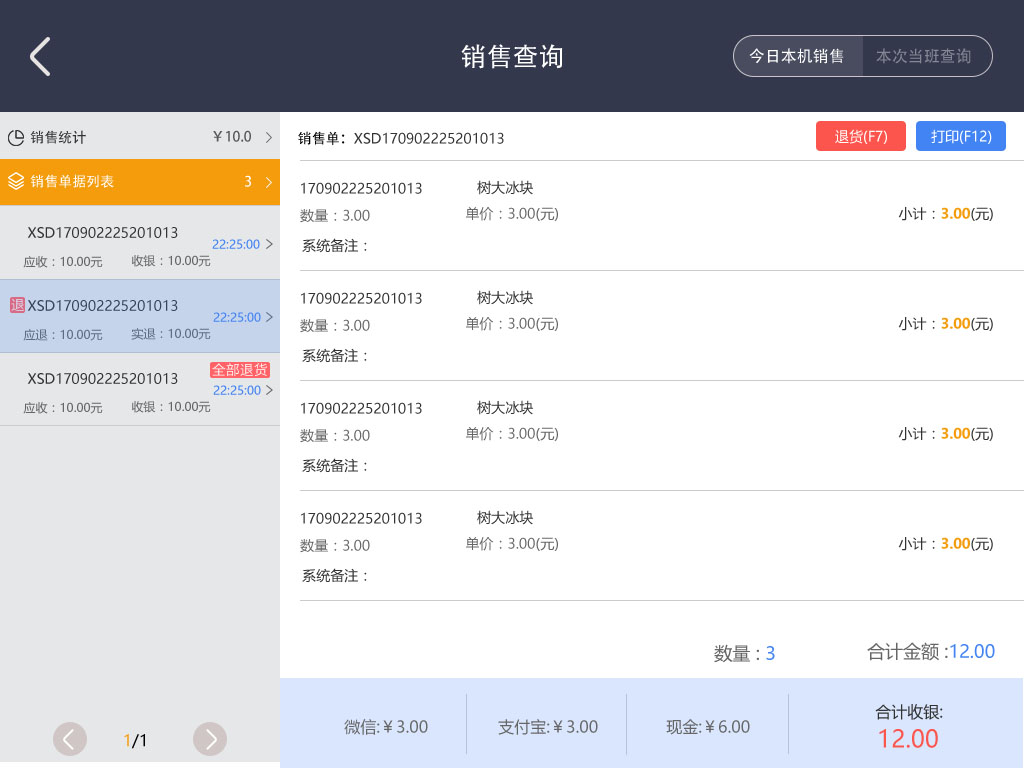 销售查询
今日本机销售 本次当班查询
销售统计 ￥10.0
销售单据列表 3
XSD170902225201013
22:25:00
应收：10.00元 收银：10.00元
退 XSD170902225201013
22:25:00
应退：10.00元 实退：10.00元
全部退货
XSD170902225201013
22:25:00
应收：10.00元 收银：10.00元
1/1
销售单：XSD170902225201013 退货(F7) 打印(F12)
170902225201013 树大冰块
数量：3.00 单价：3.00(元) 小计：3.00(元)
系统备注：
170902225201013 树大冰块
数量：3.00 单价：3.00(元) 小计：3.00(元)
系统备注：
170902225201013 树大冰块
数量：3.00 单价：3.00(元) 小计：3.00(元)
系统备注：
170902225201013 树大冰块
数量：3.00 单价：3.00(元) 小计：3.00(元)
系统备注：
数量：3 合计金额 :12.00
微信:￥3.00 支付宝:￥3.00 现金:￥6.00 合计收银:
12.00